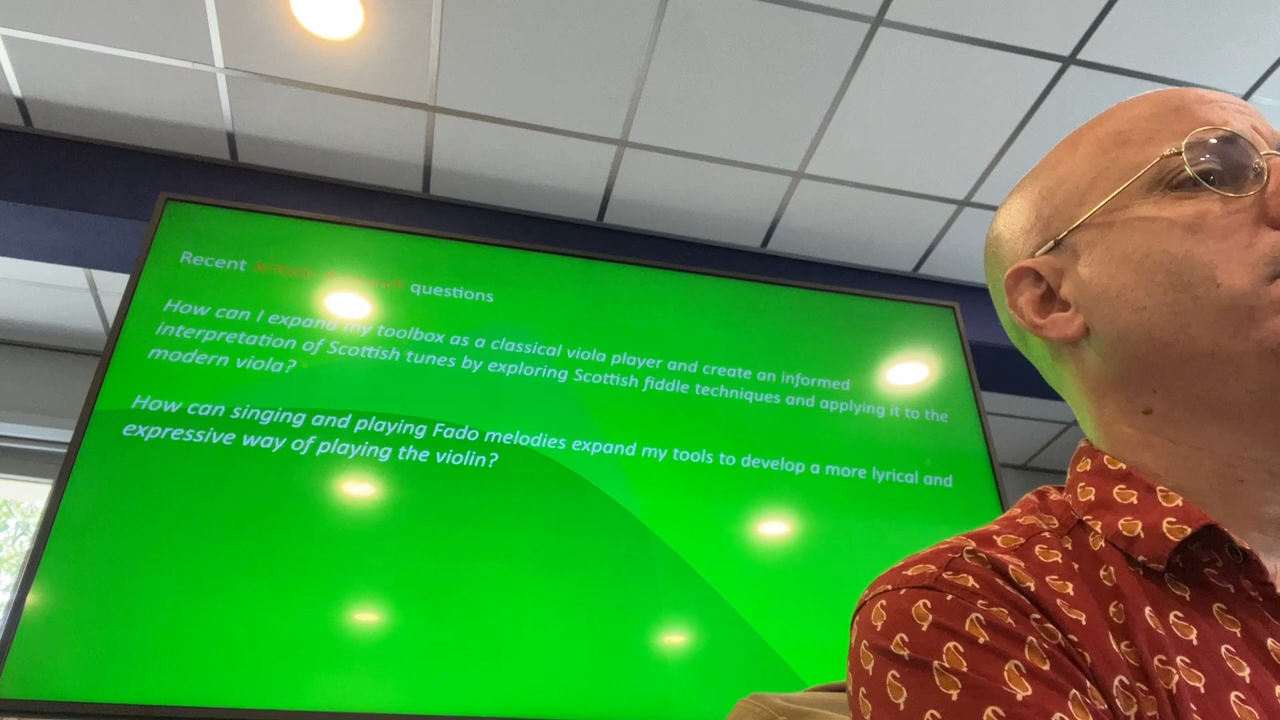 Recent questions
How can I expand my toolbox as a classical viola player and create an informed
interpretation of Scottish tunes by exploring Scottish fiddle techniques and applying it to the
modern viola?
How can singing and playing Fado melodies expand my tools to develop a more lyrical and
expressive way of playing the violin?